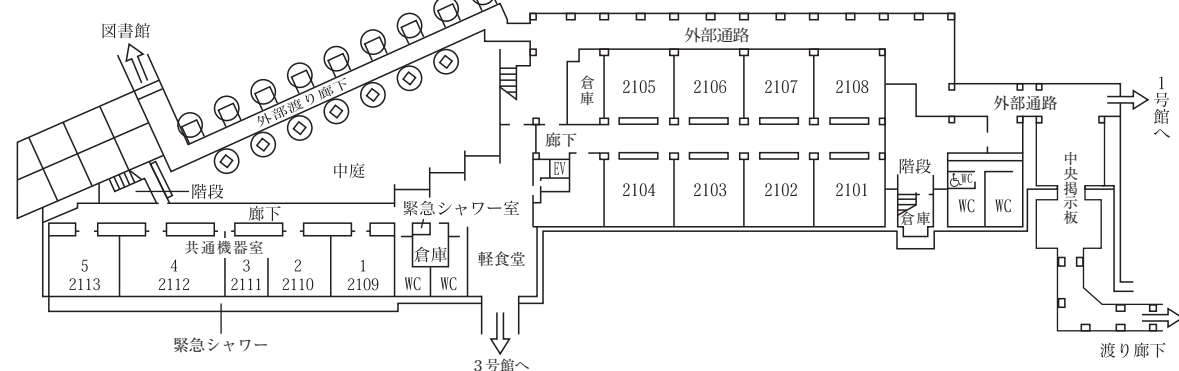 図書館
外部渡り廊下
外部通路
倉庫
2105
2106
2107
2108
外部通路
1号館へ
廊下
EV
中庭
階段
2104
2103
2102
2101
階段
倉庫
WC
WC
WC
中央掲示板
廊下
緊急シャワー室
共通機器室
倉庫
軽食堂
5
2113
4
2112
3
2111
2
2110
1
2109
WC
WC
緊急シャワー
3号館へ
渡り廊下